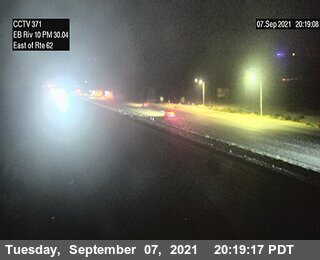 CCTV 371
EB Riv 10 PM 30.04
East of Rte 62
07.Sep 2021 20:19:08
Tuesday, September 07, 2021 20:19:17 PDT